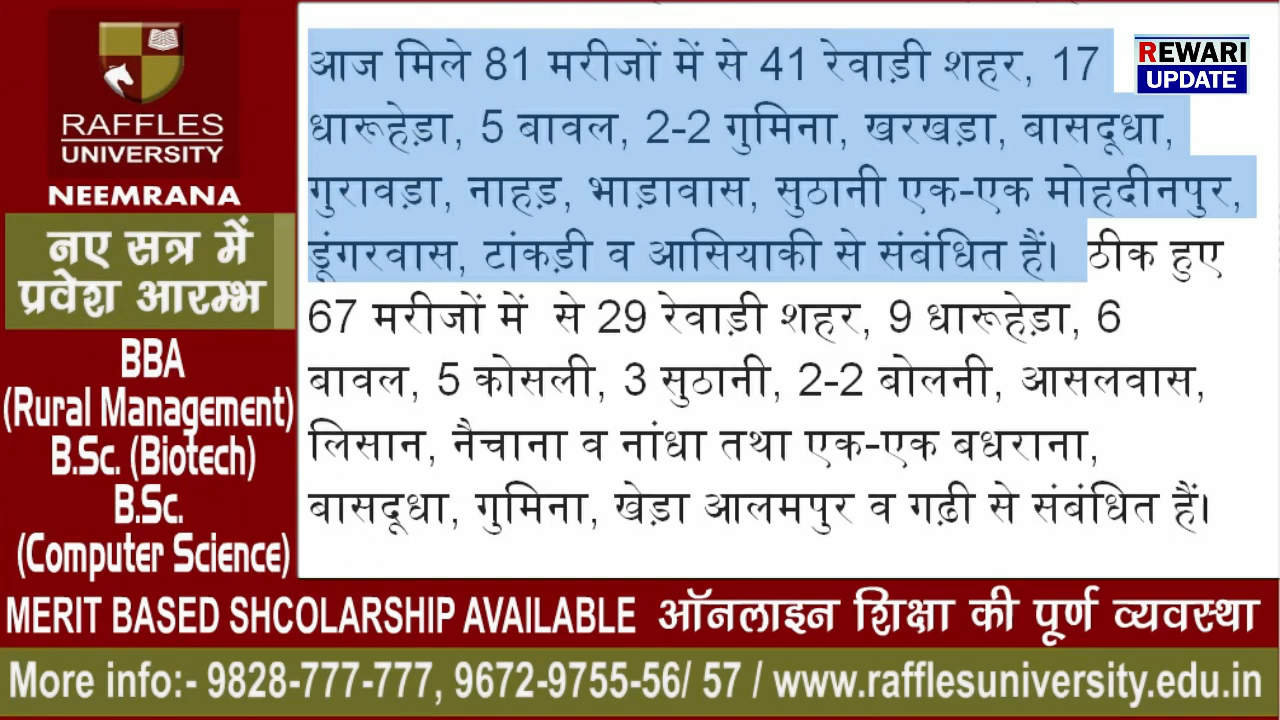 RAFFLES
UNIVERSITY
NEEMRANA
नए सत्र में
प्रवेश आरम्भ
BBA
(Rural Management)
B.Sc. (Biotech)
B.Sc.
(Computer Science)
आज मिले 81 मरीजों में से 41 रेवाड़ी शहर, 17
धारूहेड़ा, 5 बावल, 2-2 गुमिना, खरखड़ा, बासदूधा,
गुरावड़ा, नाहड़, भाड़ावास, सुठानी एक-एक मोहदीनपुर,
डूंगरवास, टांकड़ी व आसियाकी से संबंधित हैं। ठीक हुए
67 मरीजों में से 29 रेवाड़ी शहर, 9 धारूहेड़ा, 6
बावल, 5 कोसली, 3 सुठानी, 2-2 बोलनी, आसलवास,
लिसान, नैचाना व नांधा तथा एक-एक बधराना,
बासदूधा, गुमिना, खेड़ा आलमपुर व गढ़ी से संबंधित हैं।
REWARI
UPDATE
MERIT BASED SHCOLARSHIP AVAILABLE ऑनलाइन शिक्षा की पूर्ण व्यवस्था
More info:- 9828-777-777, 9672-9755-56/ 57 / www.rafflesuniversity.edu.in